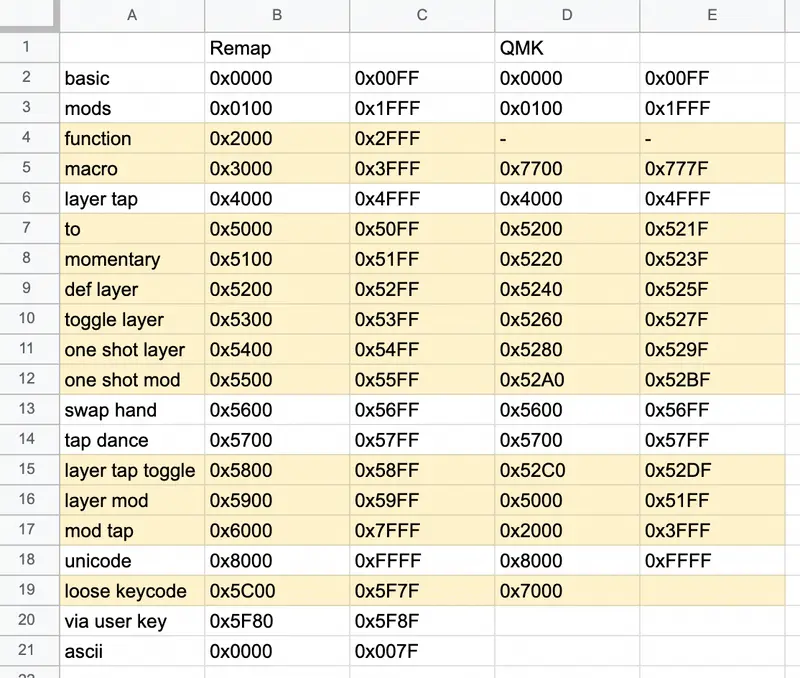 A B C D E
1 Remap QMK
2 basic 0x0000 0x00FF 0x0000 0x00FF
3 mods 0x0100 0x1FFF 0x0100 0x1FFF
4 function 0x2000 0x2FFF - -
5 macro 0x3000 0x3FFF 0x7700 0x777F
6 layer tap 0x4000 0x4FFF 0x4000 0x4FFF
7 to 0x5000 0x50FF 0x5200 0x521F
8 momentary 0x5100 0x51FF 0x5220 0x523F
9 def layer 0x5200 0x52FF 0x5240 0x525F
10 toggle layer 0x5300 0x53FF 0x5260 0x527F
11 one shot layer 0x5400 0x54FF 0x5280 0x529F
12 one shot mod 0x5500 0x55FF 0x52A0 0x52BF
13 swap hand 0x5600 0x56FF 0x5600 0x56FF
14 tap dance 0x5700 0x57FF 0x5700 0x57FF
15 layer tap toggle 0x5800 0x58FF 0x52C0 0x52DF
16 layer mod 0x5900 0x59FF 0x5000 0x51FF
17 mod tap 0x6000 0x7FFF 0x2000 0x3FFF
18 unicode 0x8000 0xFFFF 0x8000 0xFFFF
19 loose keycode 0x5C00 0x5F7F 0x7000
20 via user key 0x5F80 0x5F8F
21 ascii 0x0000 0x007F